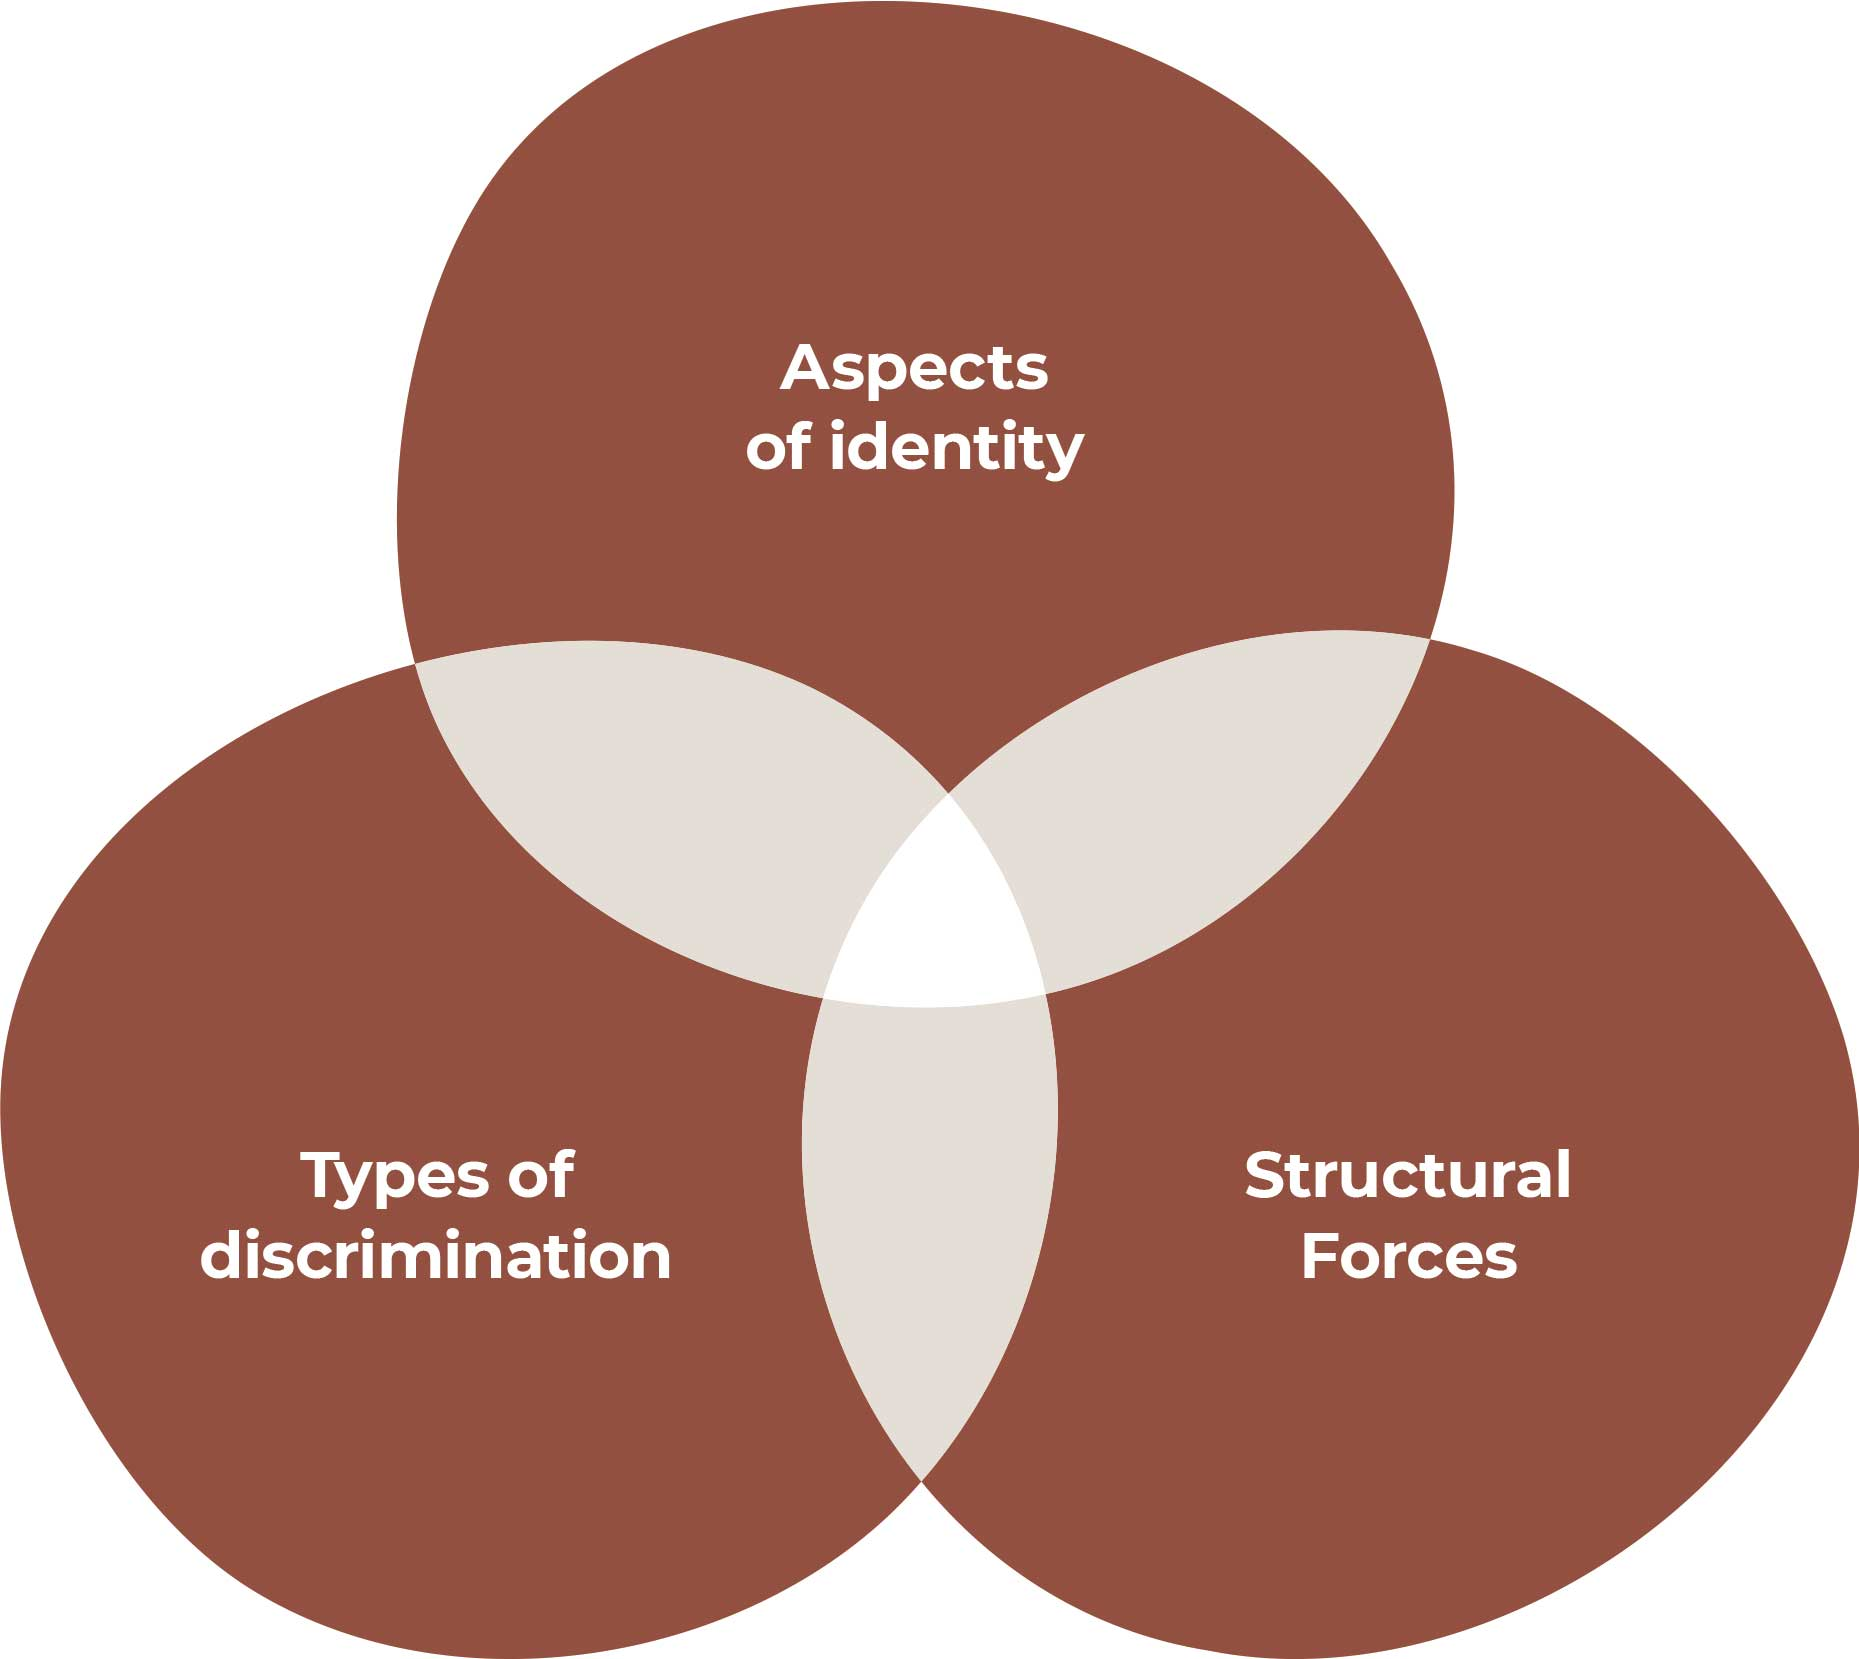 Aspects
of identity
Types of
discrimination
Structural
Forces